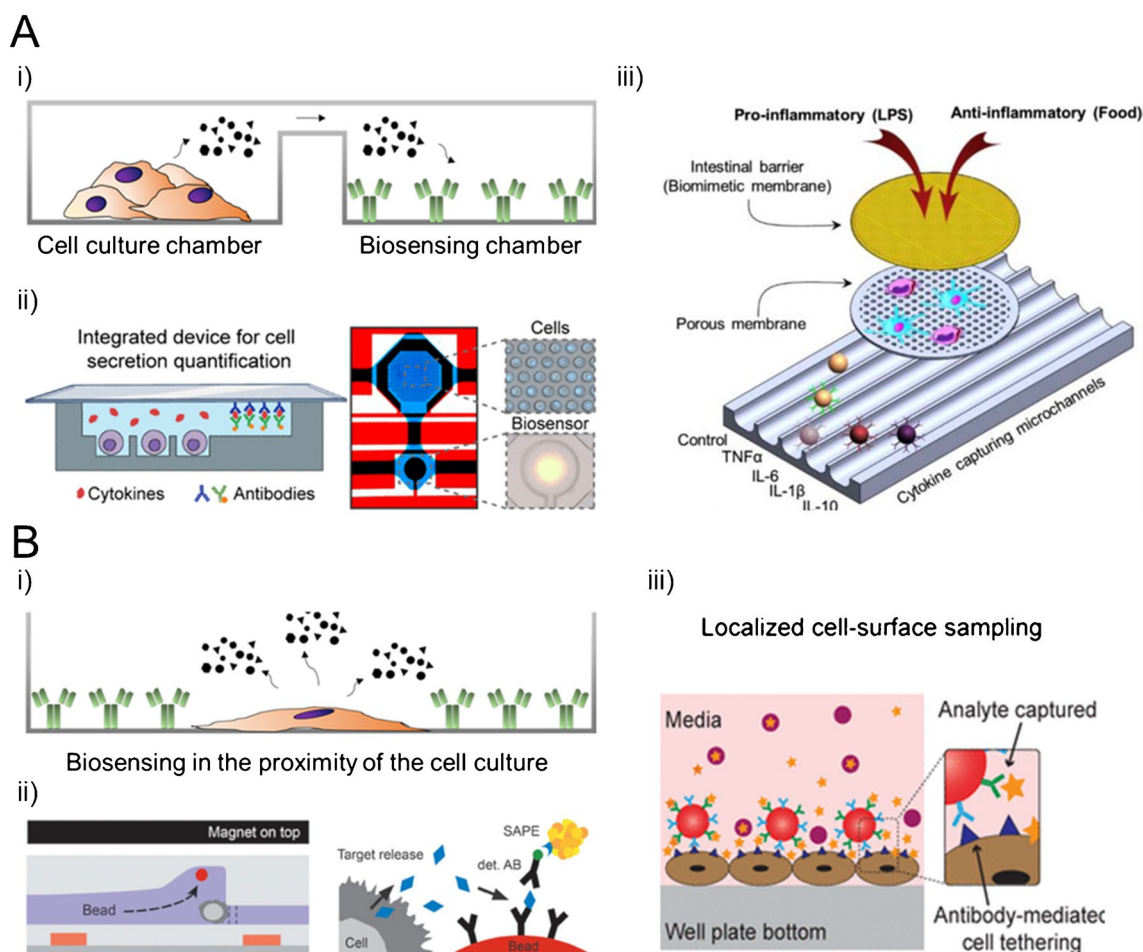 A
i)
Cell culture chamber
Biosensing chamber
ii)
Integrated device for cell
secretion quantification
Cytokines
Antibodies
Cells
Biosensor
iii)
Pro-inflammatory (LPS)
Anti-inflammatory (Food)
Intestinal barrier
(Biomimetic membrane)
Porous membrane
Control
TNFα
IL-6
IL-1β
IL-10
Cytokine capturing microchannels
B
i)
Biosensing in the proximity of the cell culture
ii)
Magnet on top
Bead
Target release
SAPE
det. AB
Cell
Bead
iii)
Localized cell-surface sampling
Media
Well plate bottom
Analyte captured
Antibody-mediated
cell tethering